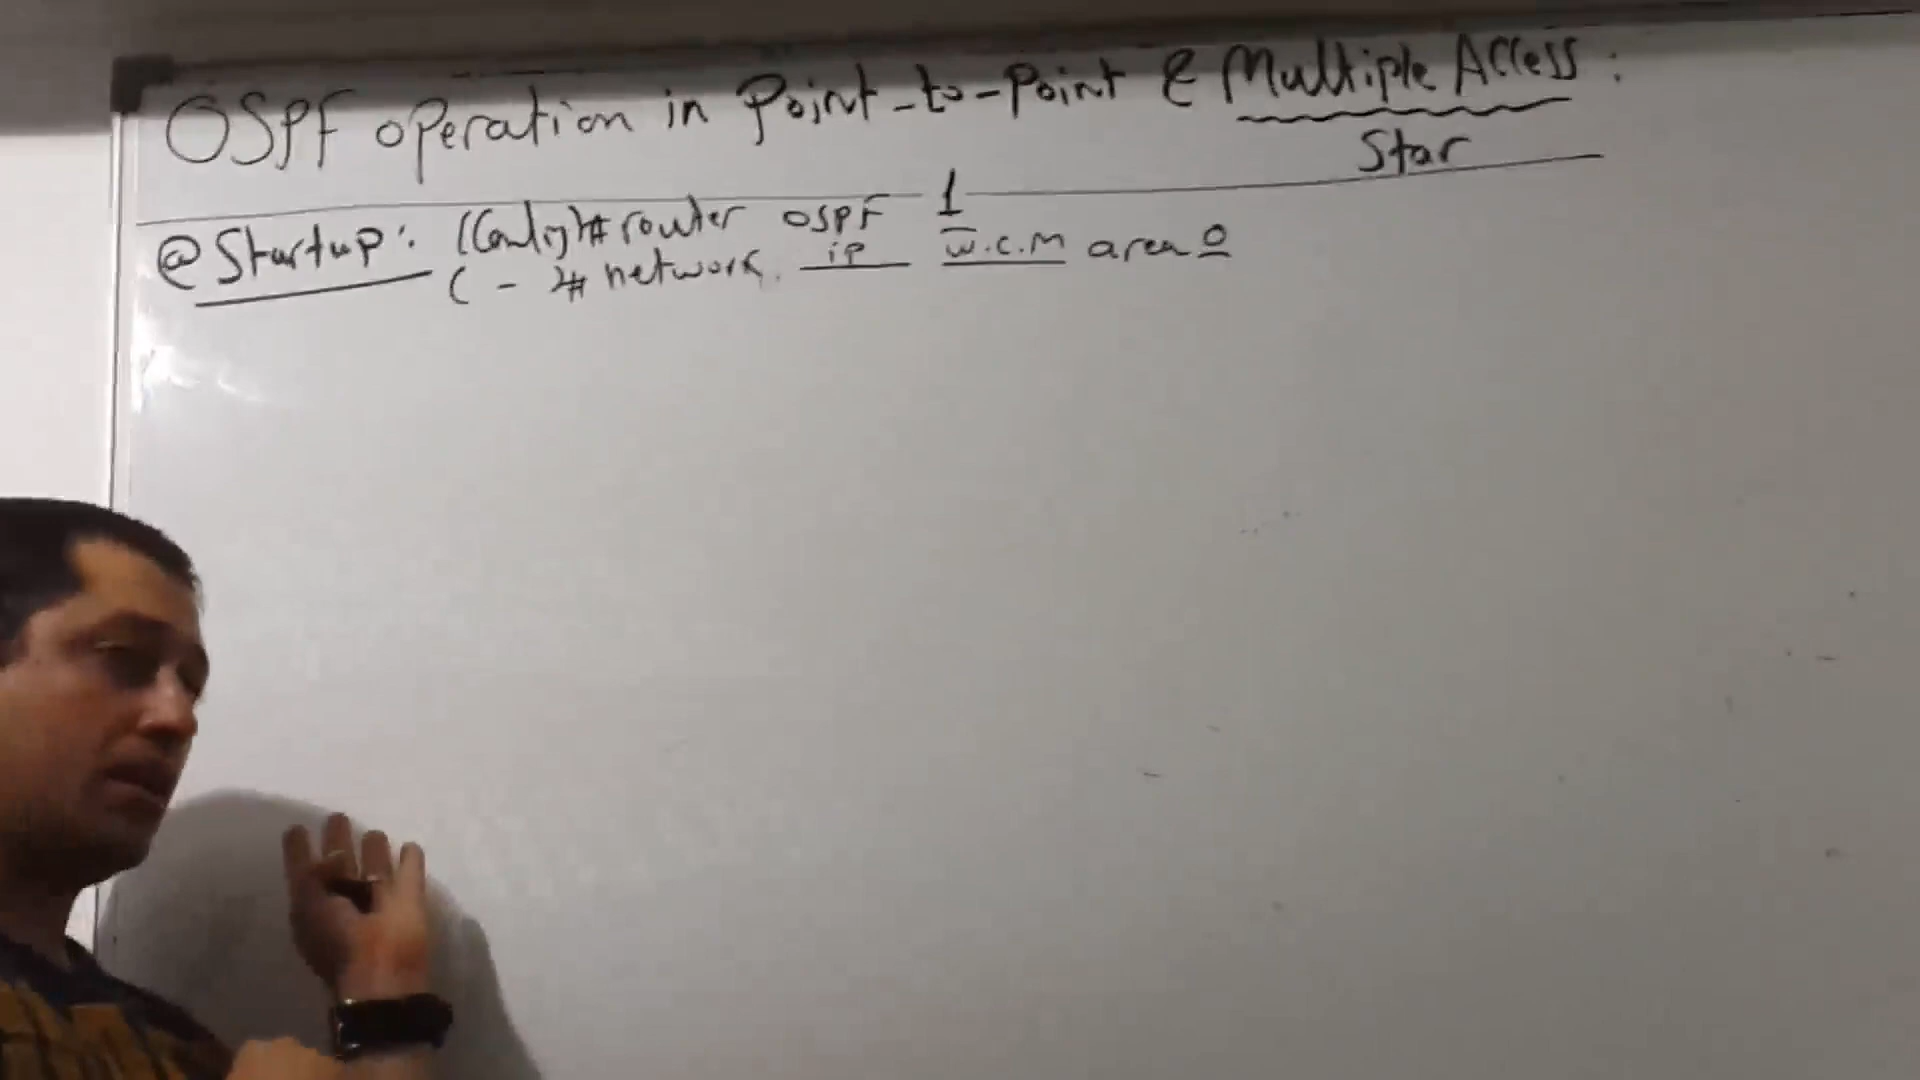 OSPF operation in Point-to-Point & Multiple Access :
Star
@ Startup: (Config)# router OSPF 1
( - )# network ip w.c.m area 0